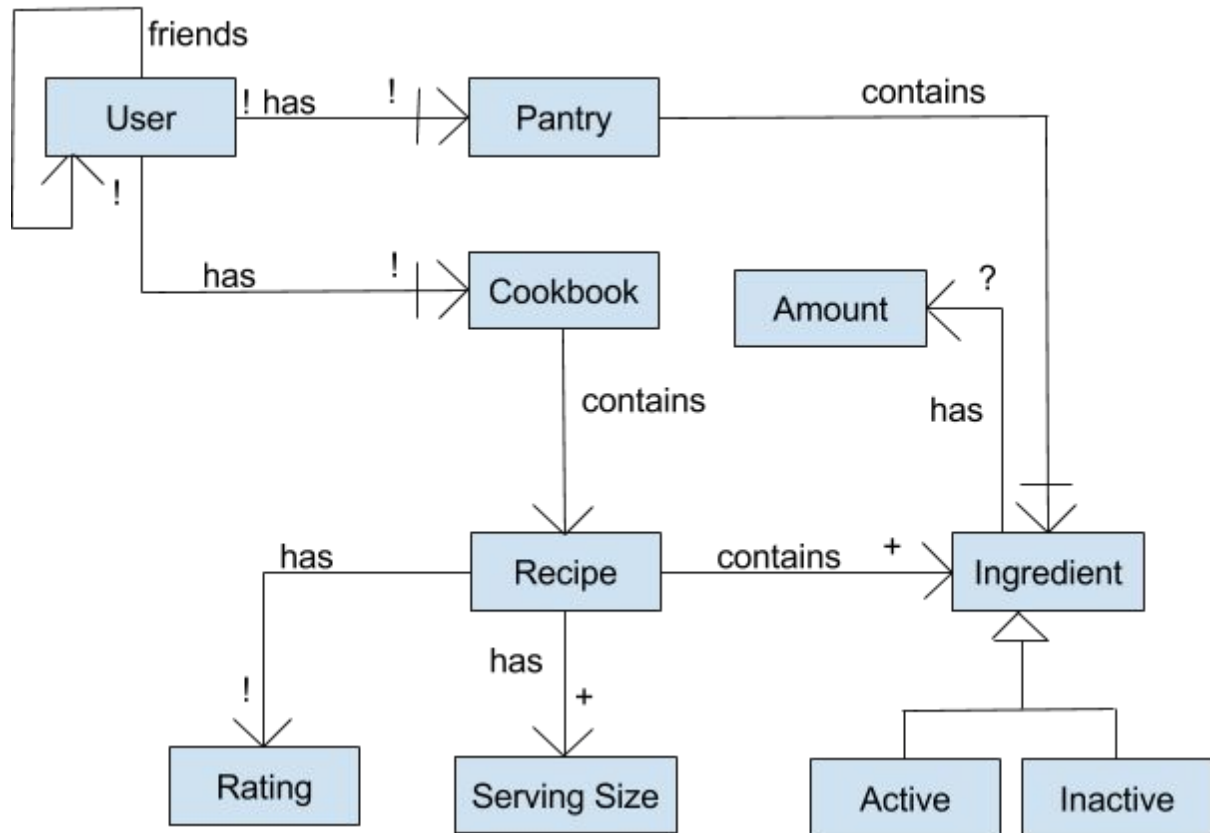 friends
User
! has
!
Pantry
contains
!
has
!
Cookbook
Amount
?
contains
has
has
Recipe
contains
+
Ingredient
has
!
+
Rating
Serving Size
Active
Inactive